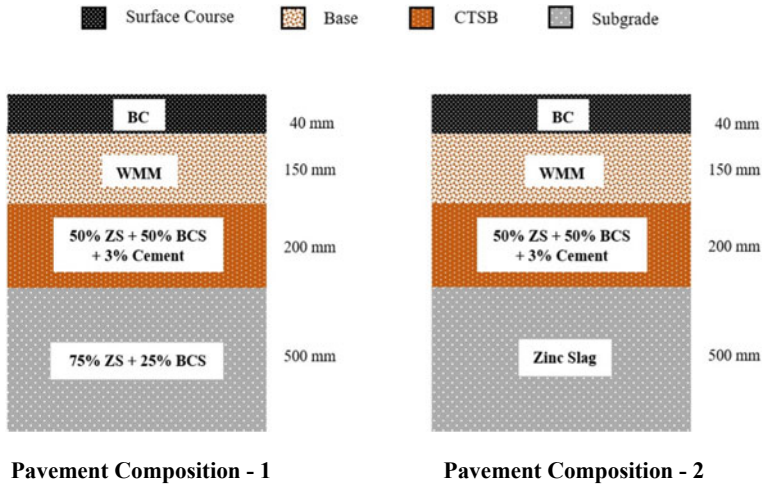 Surface Course
Base
CTSB
Subgrade
BC
40 mm
WMM
150 mm
50% ZS + 50% BCS
+ 3% Cement
200 mm
75% ZS + 25% BCS
500 mm
Pavement Composition - 1
BC
40 mm
WMM
150 mm
50% ZS + 50% BCS
+ 3% Cement
200 mm
Zinc Slag
500 mm
Pavement Composition - 2